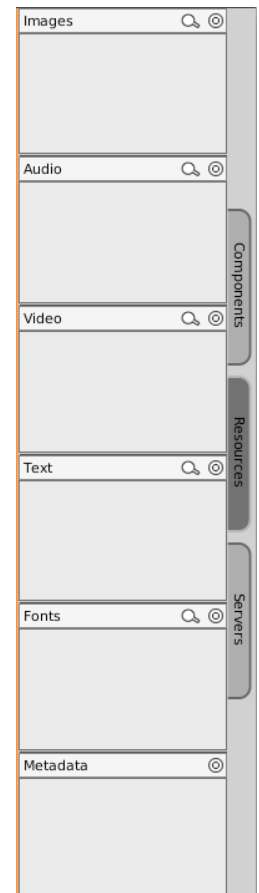 Images
Audio
Video
Text
Fonts
Metadata
Components
Resources
Servers